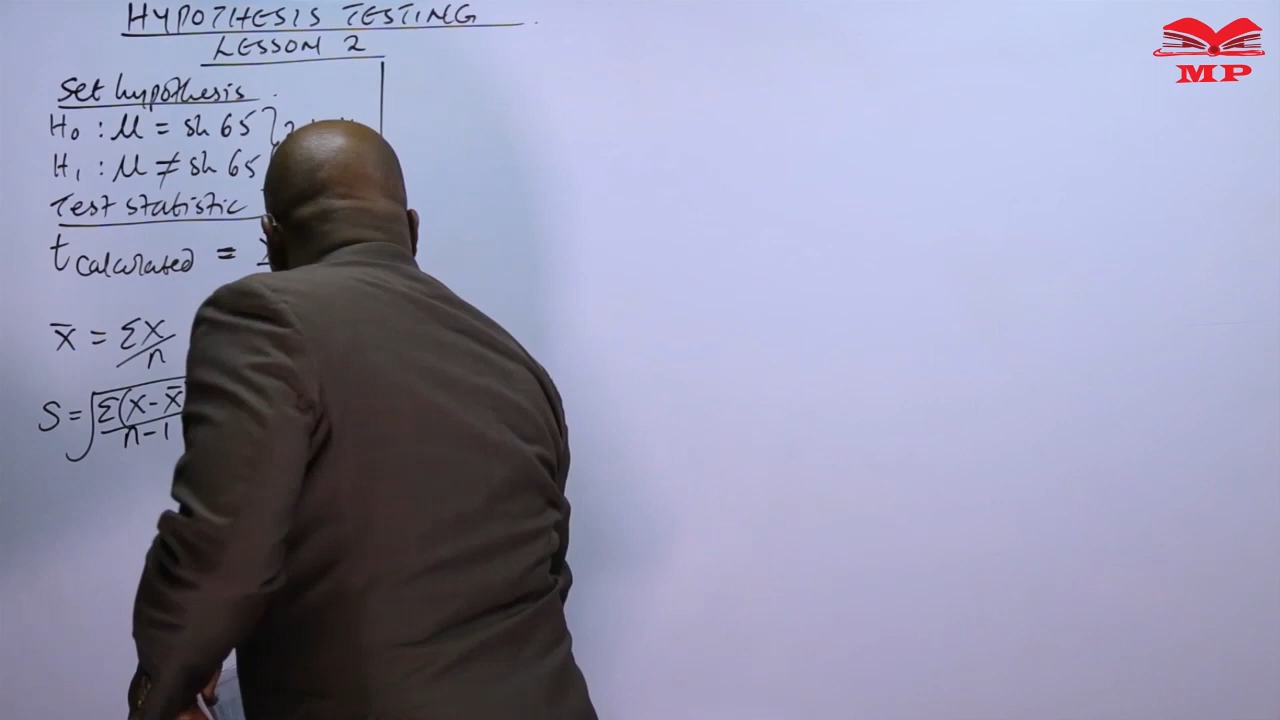 HYPOTHESIS TESTING
LESSON 2
MP
Set hypothesis
H₀ : μ = sh 65 }
H₁ : μ ≠ sh 65
Test statistic
t calculated =
x̄ = Σx/n
S = √Σ(x-x̄
n-1